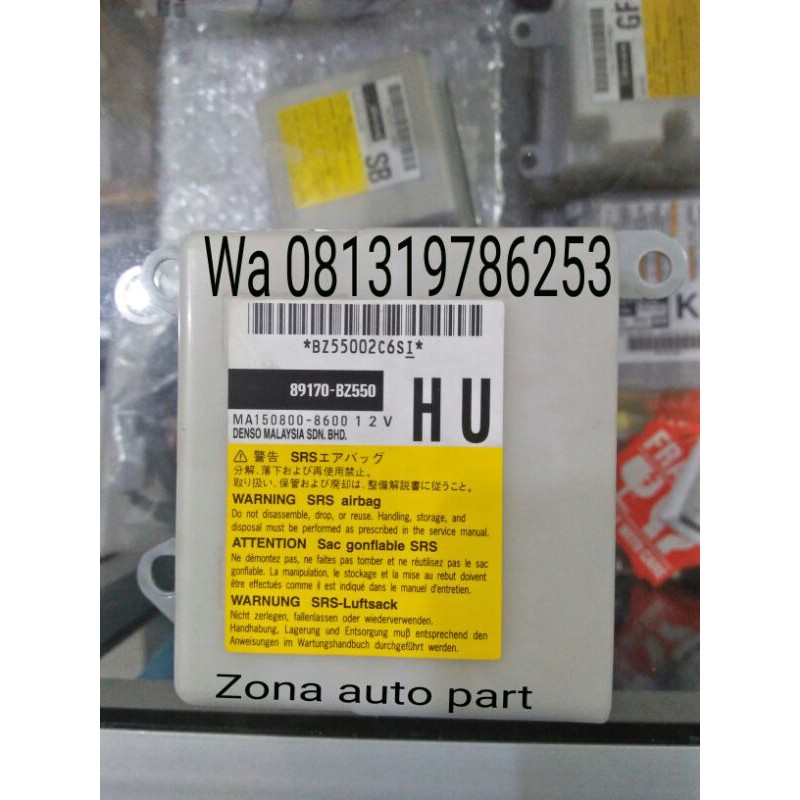 GF
SB
Wa 081319786253
K
*BZ55002C6SI*
89170-BZ550
HU
MA150800-8600 12V
DENSO MALAYSIA SDN. BHD.
⚠ 警告 SRSエアバッグ
分解、落下および再使用禁止。
取り扱い、保管および廃却は、整備解説書に従うこと。
WARNING SRS airbag
Do not disassemble, drop, or reuse. Handling, storage, and
disposal must be performed as prescribed in the service manual.
ATTENTION Sac gonflable SRS
Ne démontez pas, ne faites pas tomber et ne réutilisez pas le sac
gonflable. La manipulation, le stockage et la mise au rebut doivent
être effectués comme il est indiqué dans le manuel d'entretien.
WARNUNG SRS-Luftsack
Nicht zerlegen, fallenlassen oder wiederverwenden.
Handhabung, Lagerung und Entsorgung muß entsprechend den
Anweisungen im Wartungshandbuch durchgeführt werden.
FRA
WITH CARE
Zona auto part